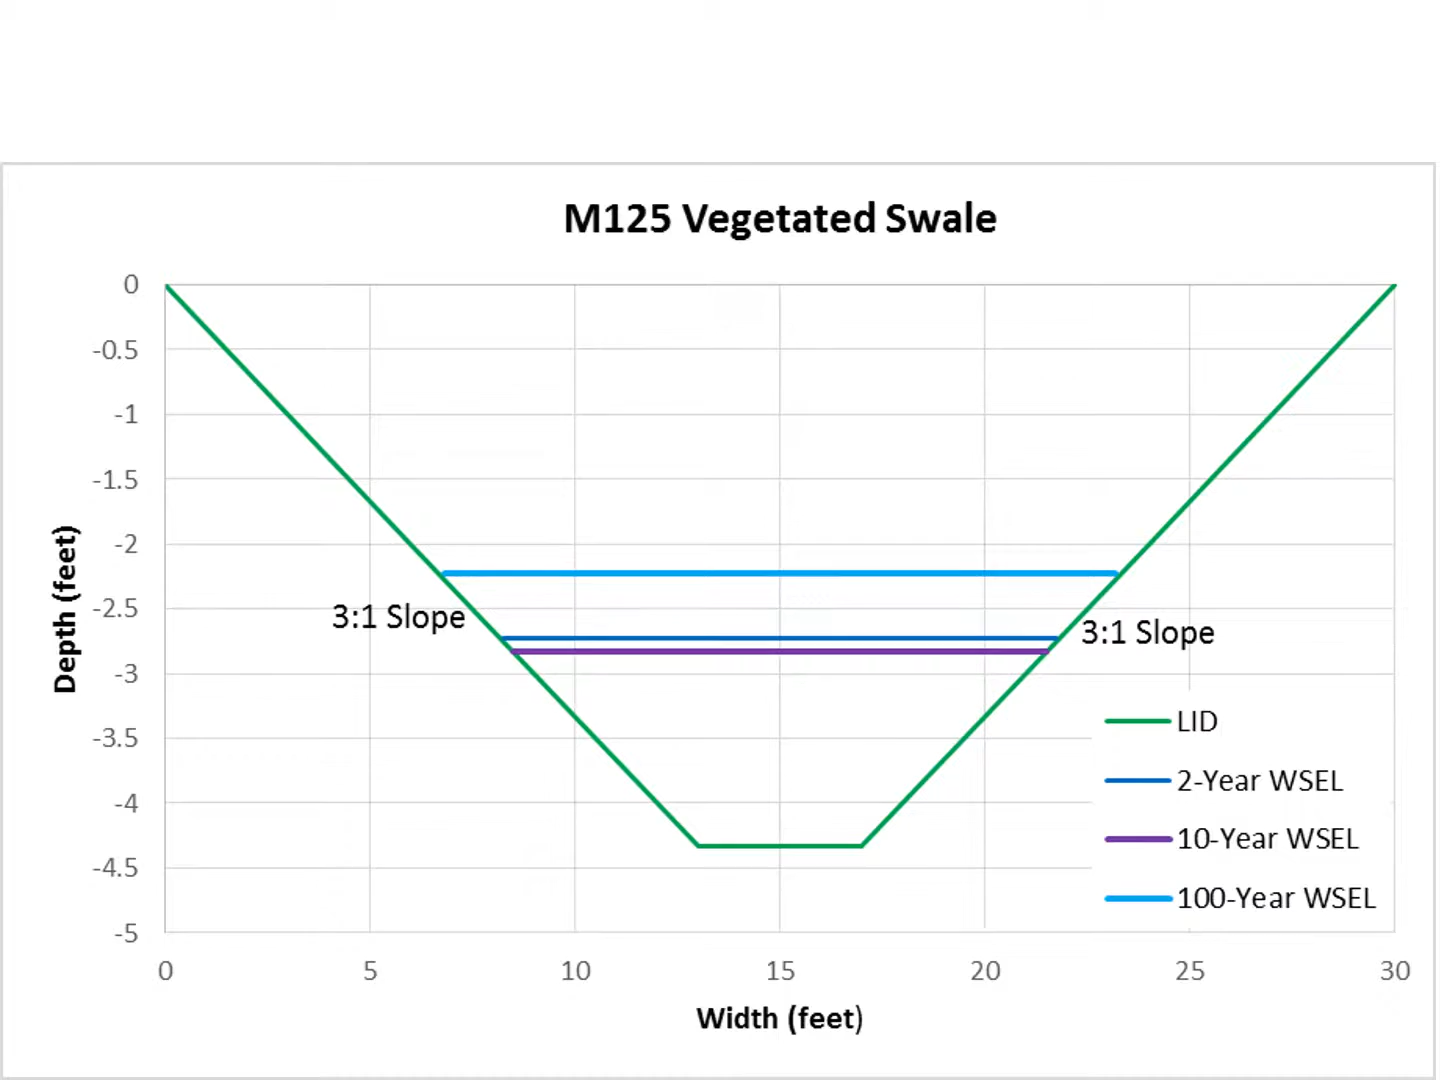 M125 Vegetated Swale
0
-0.5
-1
-1.5
-2
-2.5
-3
-3.5
-4
-4.5
-5
Depth (feet)
3:1 Slope
3:1 Slope
LID
2-Year WSEL
10-Year WSEL
100-Year WSEL
0 5 10 15 20 25 30
Width (feet)